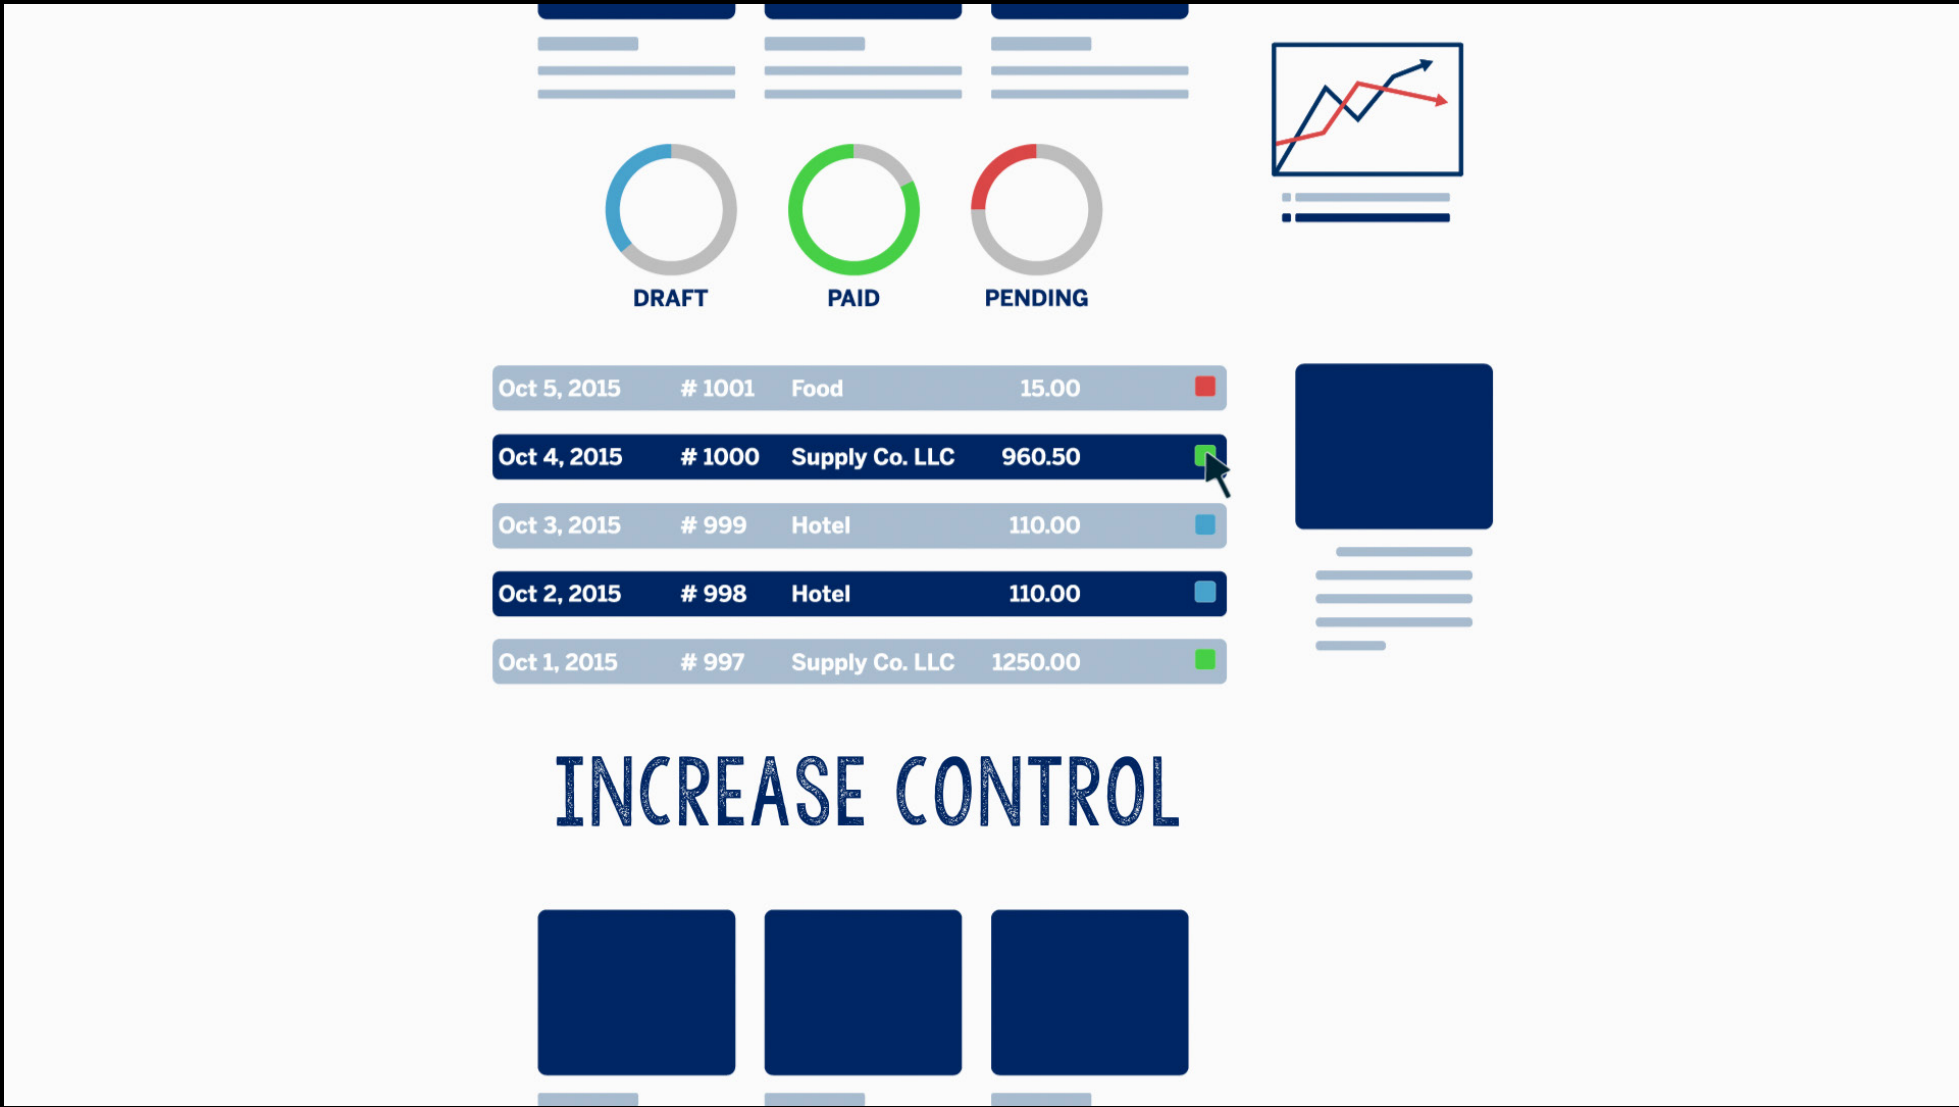 DRAFT PAID PENDING
Oct 5, 2015 # 1001 Food 15.00
Oct 4, 2015 # 1000 Supply Co. LLC 960.50
Oct 3, 2015 # 999 Hotel 110.00
Oct 2, 2015 # 998 Hotel 110.00
Oct 1, 2015 # 997 Supply Co. LLC 1250.00
INCREASE CONTROL